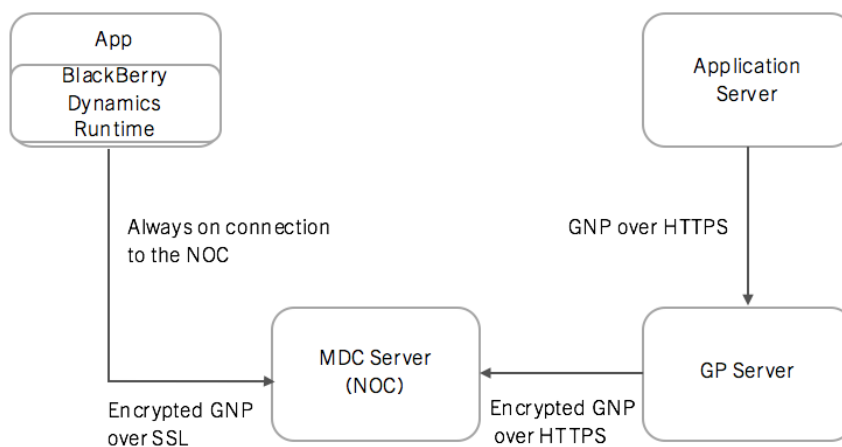 App
BlackBerry
Dynamics
Runtime
Application
Server
Always on connection
to the NOC
GNP over HTTPS
MDC Server
(NOC)
GP Server
Encrypted GNP
over SSL
Encrypted GNP
over HTTPS